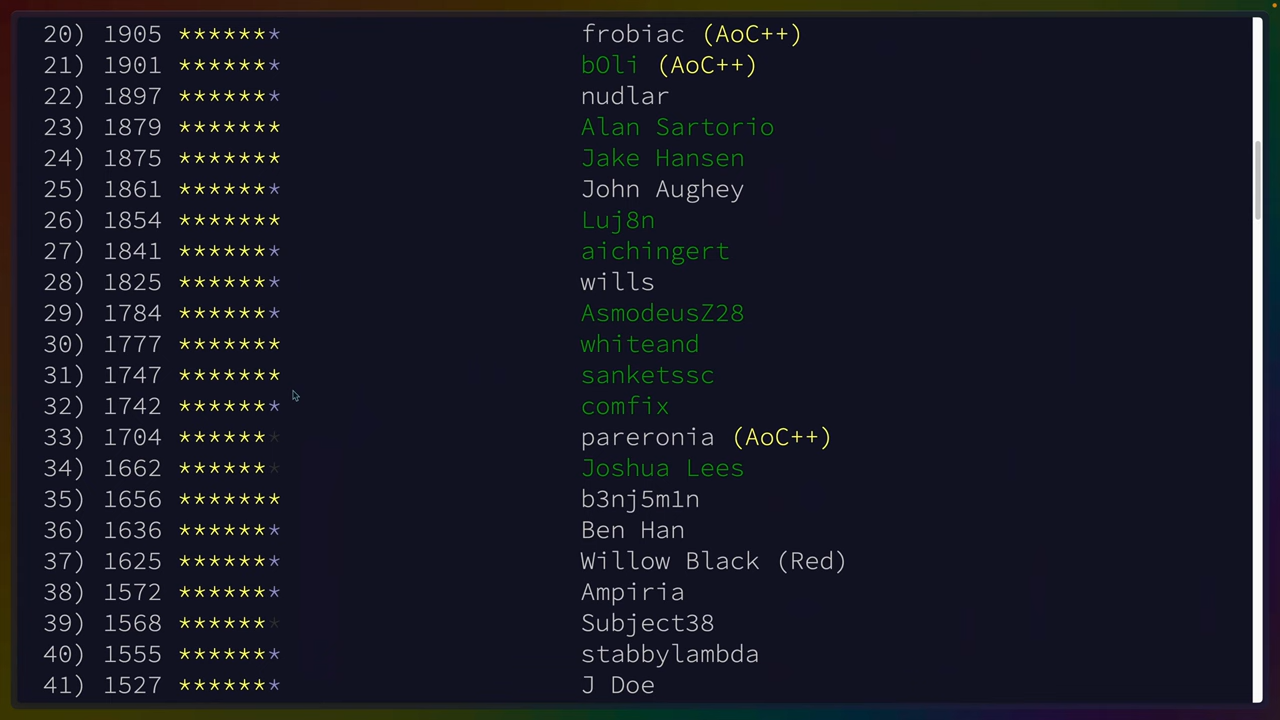 20) 1905 ******* frobiac (AoC++)
21) 1901 ******* bOli (AoC++)
22) 1897 ******* nudlar
23) 1879 ******* Alan Sartorio
24) 1875 ******* Jake Hansen
25) 1861 ******* John Aughey
26) 1854 ******* Luj8n
27) 1841 ******* aichingert
28) 1825 ******* wills
29) 1784 ******* AsmodeusZ28
30) 1777 ******* whiteand
31) 1747 ******* sanketssc
32) 1742 ******* comfix
33) 1704 ******* pareronia (AoC++)
34) 1662 ******* Joshua Lees
35) 1656 ******* b3nj5m1n
36) 1636 ******* Ben Han
37) 1625 ******* Willow Black (Red)
38) 1572 ******* Ampiria
39) 1568 ******* Subject38
40) 1555 ******* stabbylambda
41) 1527 ******* J Doe